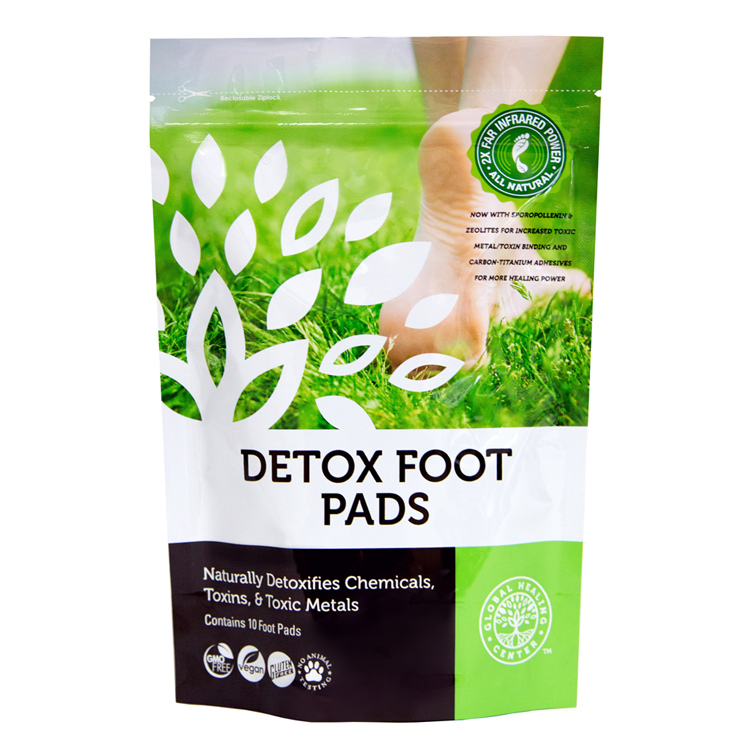 Resealable Ziplock
2X FAR INFRARED POWER
• ALL NATURAL •
NOW WITH SPOROPOLLENIN &
ZEOLITES FOR INCREASED TOXIC
METAL/TOXIN BINDING AND
CARBON-TITANIUM ADHESIVES
FOR MORE HEALING POWER
DETOX FOOT
PADS
Naturally Detoxifies Chemicals,
Toxins, & Toxic Metals
Contains 10 Foot Pads
GMO
FREE
vegan
GLUTEN
FREE
NO ANIMAL
TESTING
GLOBAL HEALING
CENTER
TM